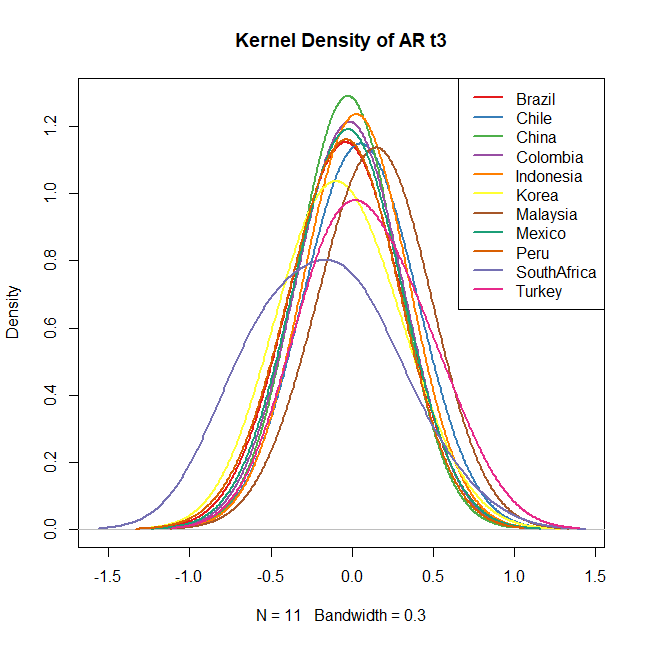 Kernel Density of AR t3
Brazil
Chile
China
Colombia
Indonesia
Korea
Malaysia
Mexico
Peru
SouthAfrica
Turkey
Density
1.2
1.0
0.8
0.6
0.4
0.2
0.0
-1.5 -1.0 -0.5 0.0 0.5 1.0 1.5
N = 11 Bandwidth = 0.3